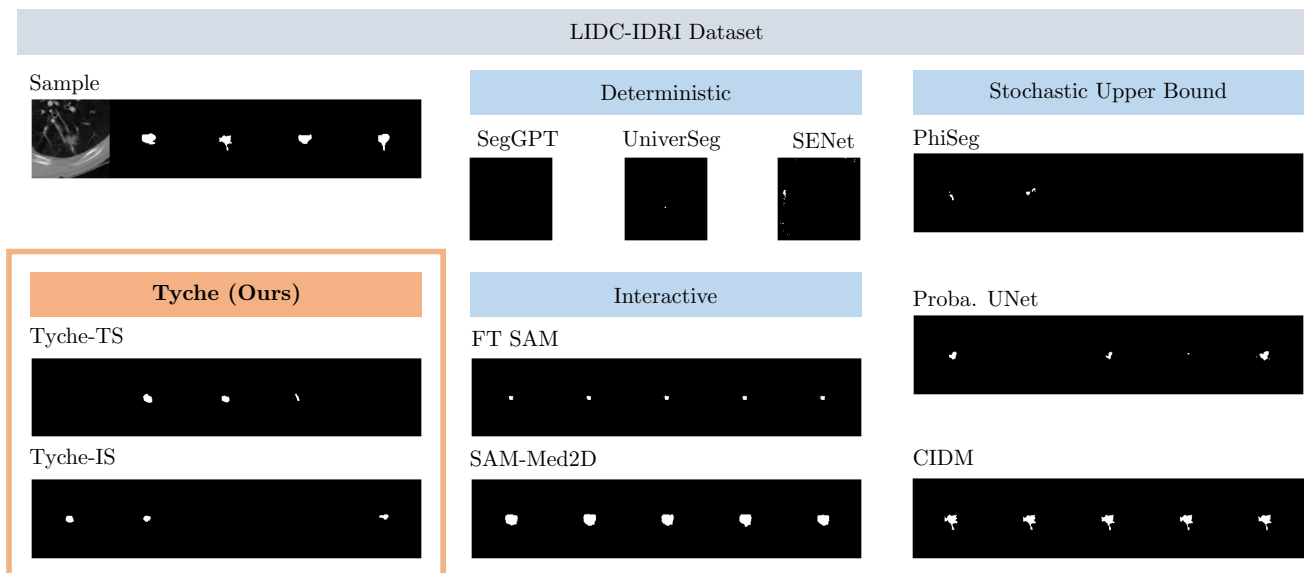 LIDC-IDRI Dataset
Sample
Deterministic
SegGPT
UniverSeg
SENet
Stochastic Upper Bound
PhiSeg
Tyche (Ours)
Tyche-TS
Tyche-IS
Interactive
FT SAM
SAM-Med2D
Proba. UNet
CIDM